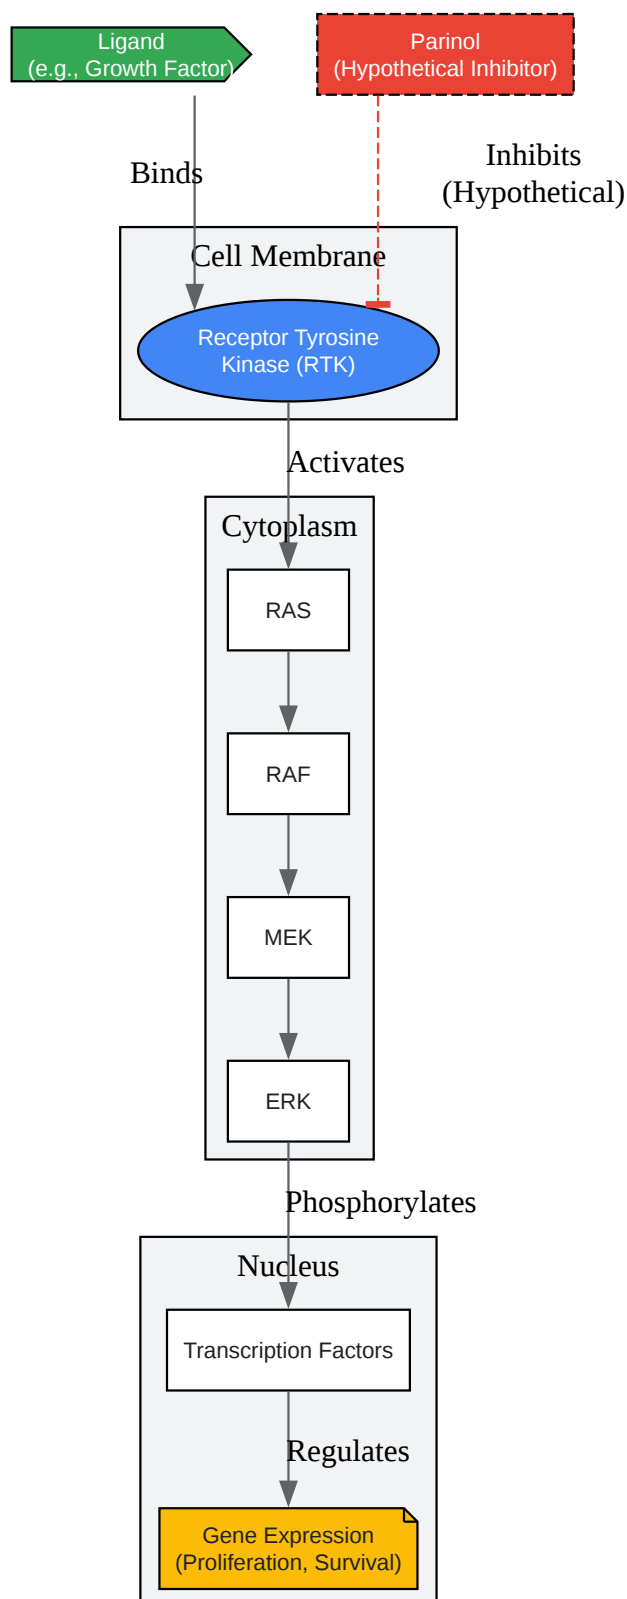 Ligand
(e.g., Growth Factor)
Parinol
(Hypothetical Inhibitor)
Binds
Inhibits
(Hypothetical)
Cell Membrane
Receptor Tyrosine
Kinase (RTK)
Activates
Cytoplasm
RAS
RAF
MEK
ERK
Phosphorylates
Nucleus
Transcription Factors
Regulates
Gene Expression
(Proliferation, Survival)